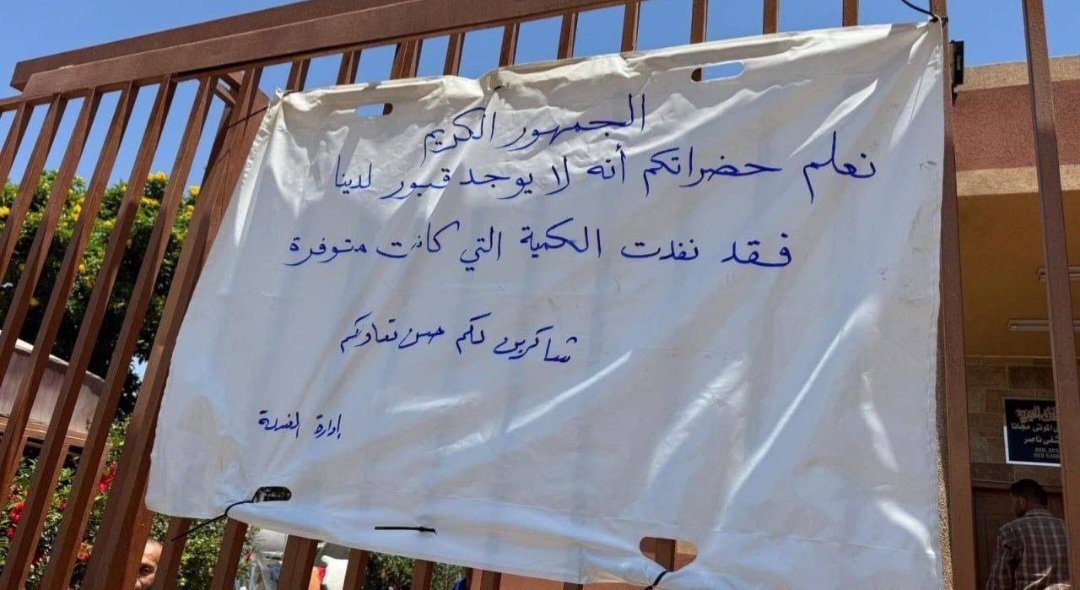 الجمهور الكريم
نعلم حضراتكم أنه لا يوجد قبور لدينا
فقد نفذت الكمية التي كانت متوفرة
شاكرين لكم حسن تعاونكم
إدارة
ناصر